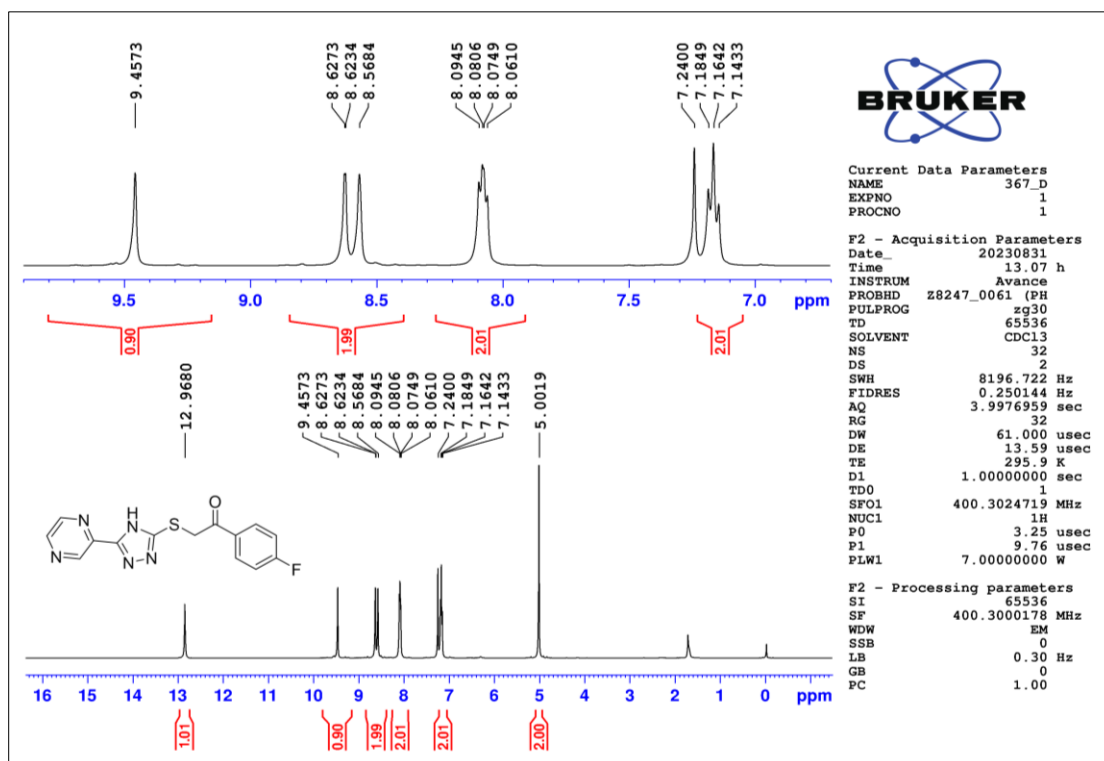 9.4573
8.6273
8.6234
8.5684
8.0945
8.0806
8.0749
8.0610
7.2400
7.1849
7.1642
7.1433
9.5 9.0 8.5 8.0 7.5 7.0 ppm
0.90 1.99 2.01 2.01
12.9680
9.4573
8.6273
8.6234
8.5684
8.0945
8.0806
8.0749
8.0610
7.2400
7.1849
7.1642
7.1433
5.0019
O
N H N S
N N N F
16 15 14 13 12 11 10 9 8 7 6 5 4 3 2 1 0 ppm
1.01 0.90 1.99 2.01 2.01 2.00
BRUKER
Current Data Parameters
NAME 367_D
EXPNO 1
PROCNO 1
F2 - Acquisition Parameters
Date_ 20230831
Time 13.07 h
INSTRUM Avance
PROBHD Z8247_0061 (PH
PULPROG zg30
TD 65536
SOLVENT CDCl3
NS 32
DS 2
SWH 8196.722 Hz
FIDRES 0.250144 Hz
AQ 3.9976959 sec
RG 32
DW 61.000 usec
DE 13.59 usec
TE 295.9 K
D1 1.00000000 sec
TD0 1
SFO1 400.3024719 MHz
NUC1 1H
P0 3.25 usec
P1 9.76 usec
PLW1 7.00000000 W
F2 - Processing parameters
SI 65536
SF 400.3000178 MHz
WDW EM
SSB 0
LB 0.30 Hz
GB 0
PC 1.00